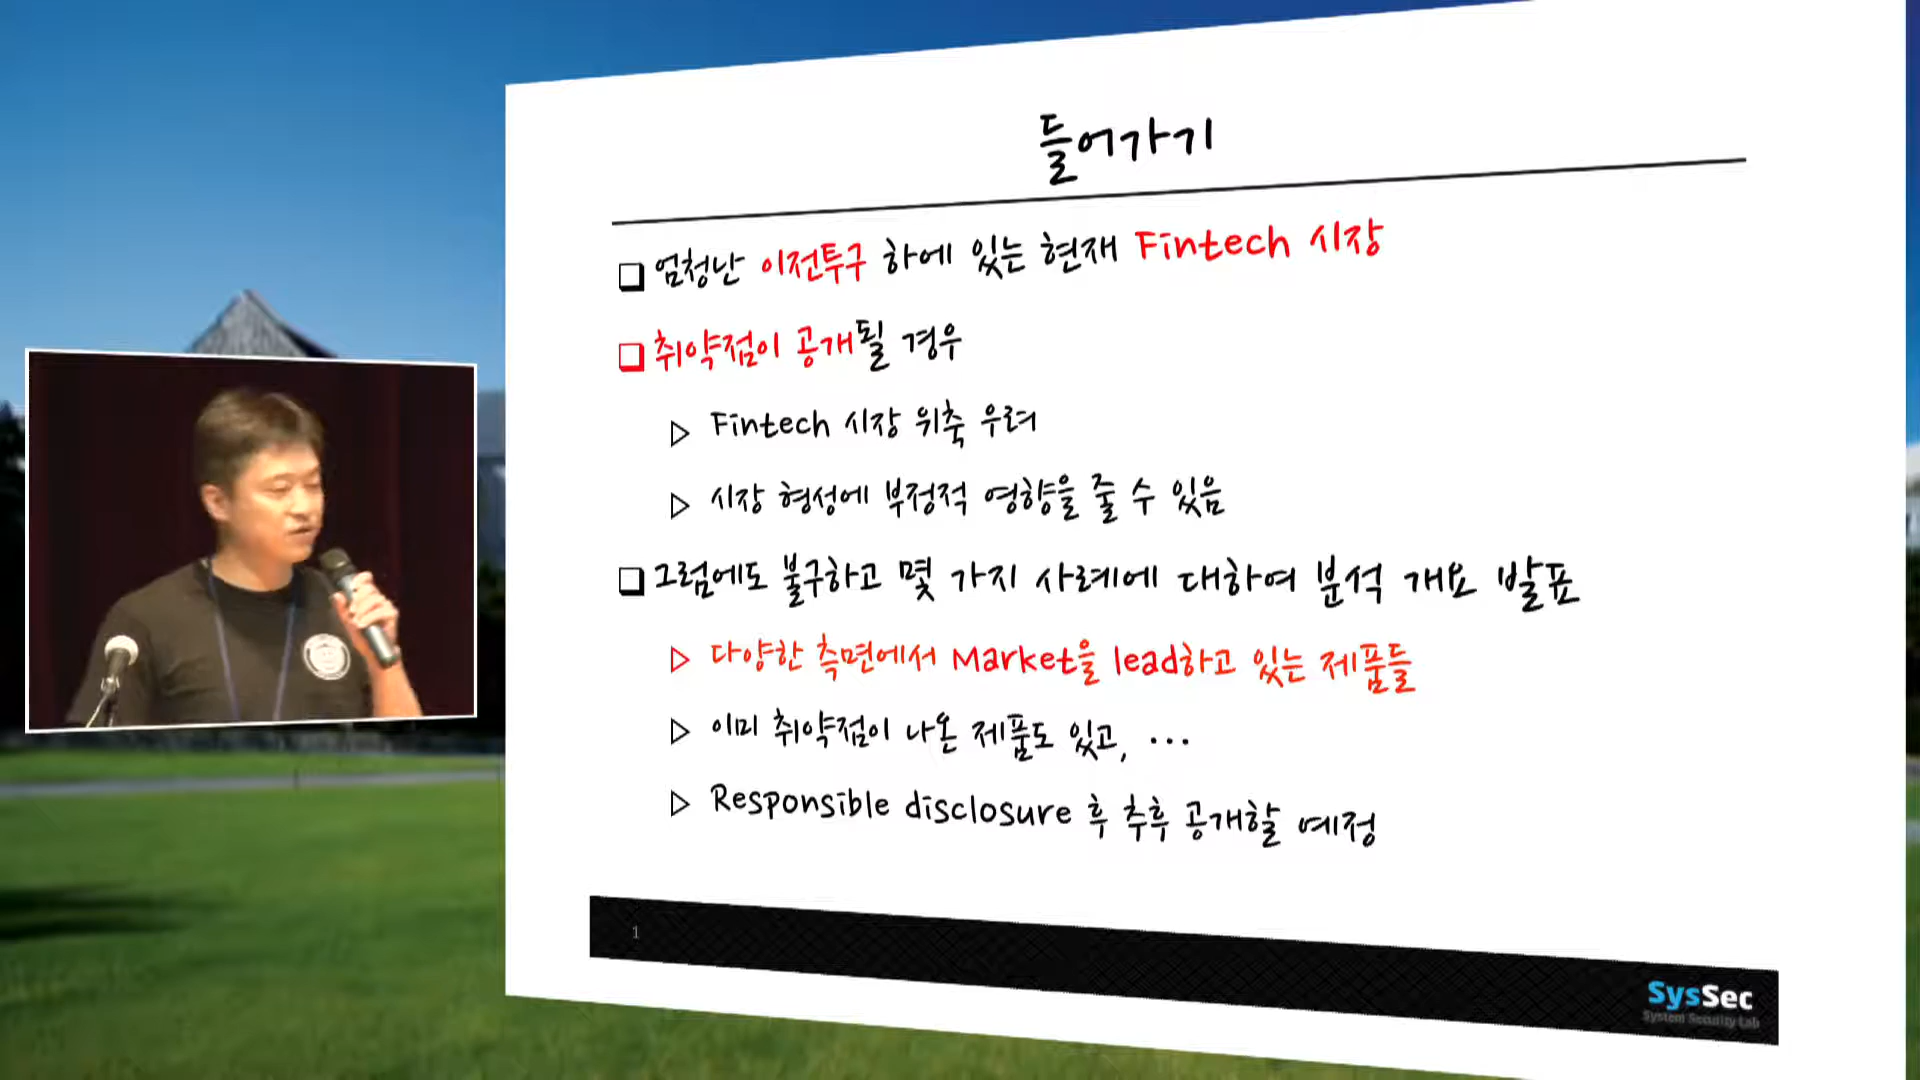 들어가기
엄청난 이전투구 하에 있는 현재 Fintech 시장
취약점이 공개될 경우
Fintech 시장 위축 우려
시장 형성에 부정적 영향을 줄 수 있음
그럼에도 불구하고 몇 가지 사례에 대하여 분석 개요 발표
다양한 측면에서 Market을 lead하고 있는 제품들
이미 취약점이 나온 제품도 있고, ...
Responsible disclosure 후 추후 공개할 예정
1
SysSec
System Security Lab